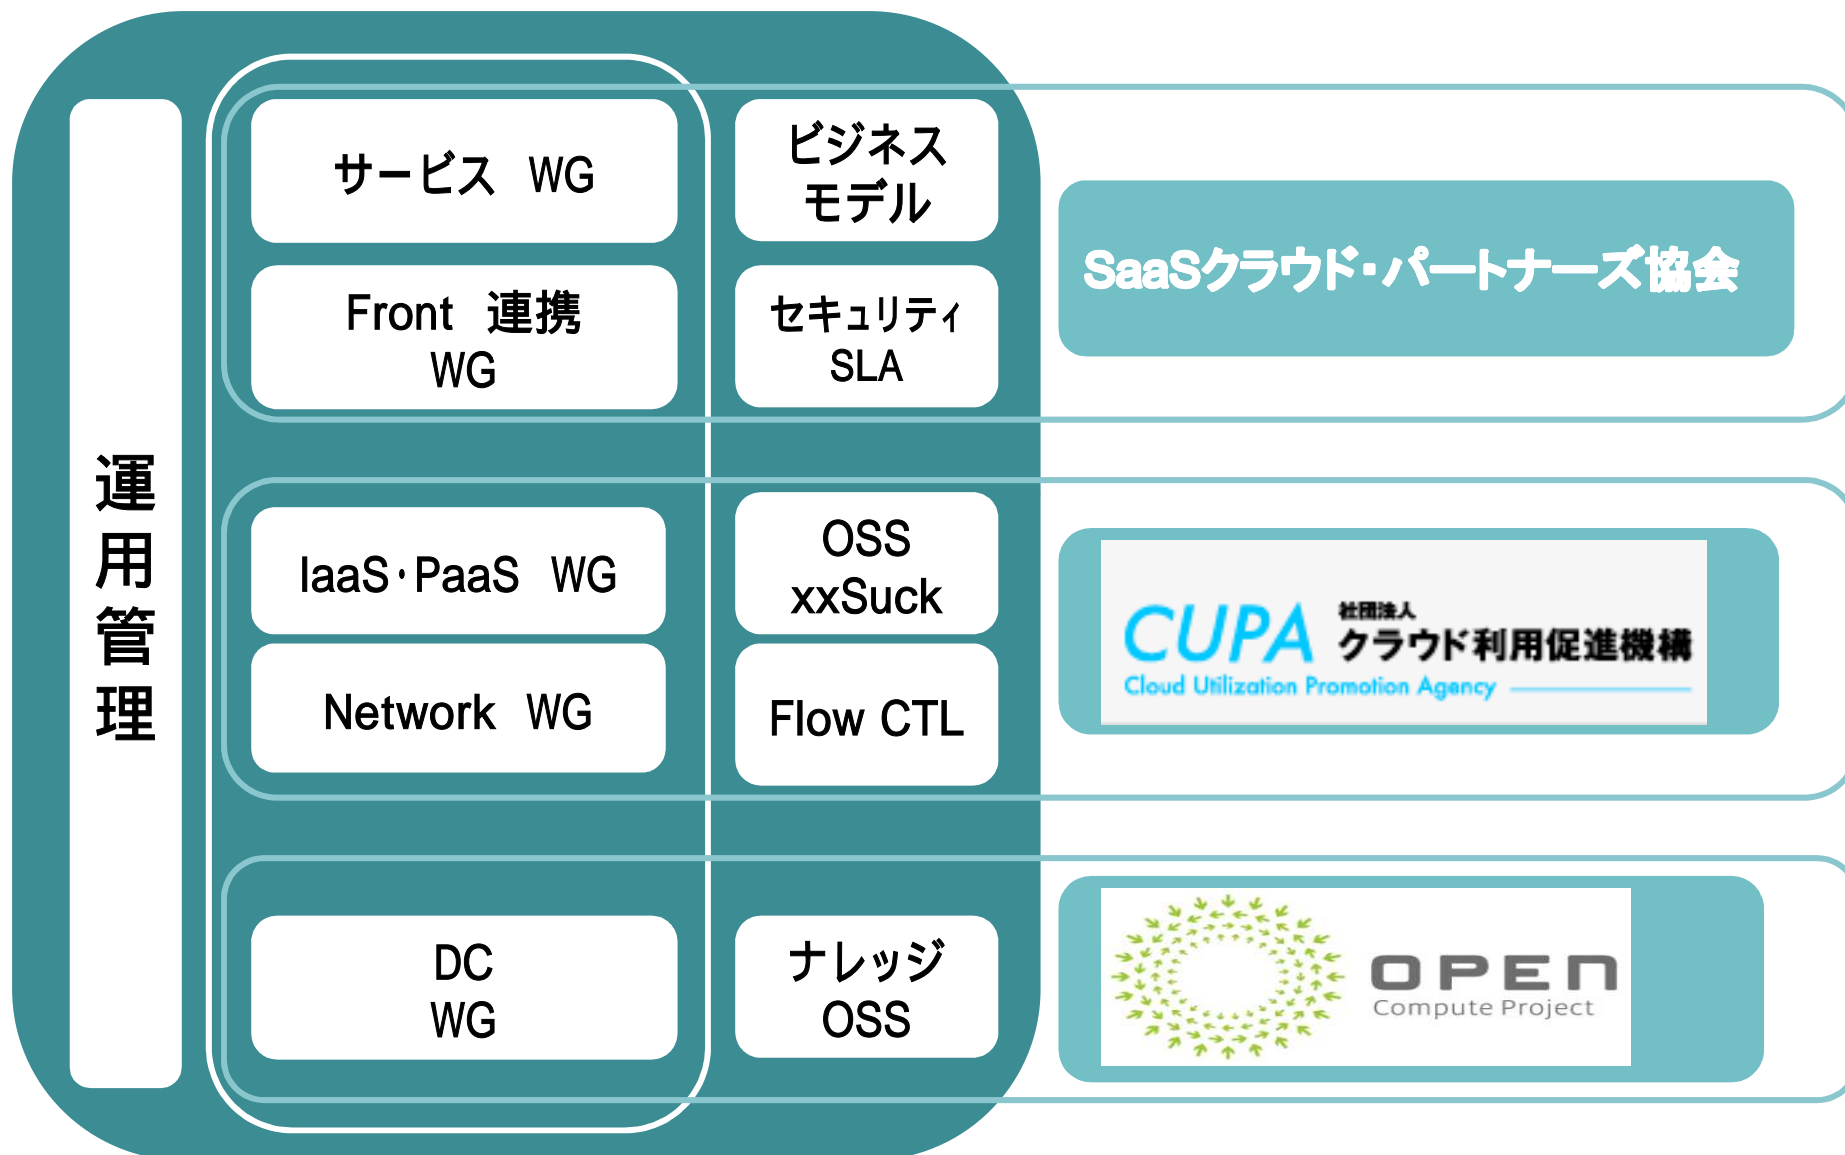 運用管理
サービス WG
ビジネス
モデル
Front 連携
WG
セキュリティ
SLA
SaaSクラウド・パートナーズ協会
IaaS・PaaS WG
OSS
xxSuck
Network WG
Flow CTL
CUPA
社団法人
クラウド利用促進機構
Cloud Utilization Promotion Agency
DC
WG
ナレッジ
OSS
OPEN
Compute Project